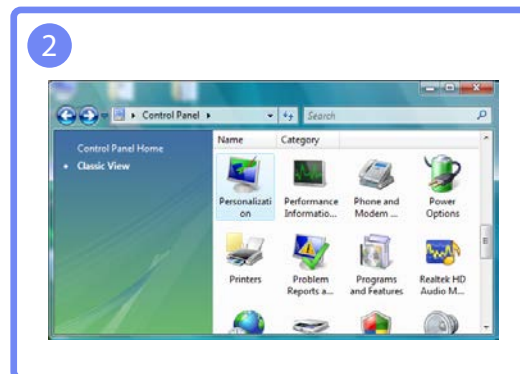 2
Control Panel
Search
Control Panel Home
Classic View
Name Category
Personalizati
on
Performance
Informatio...
Phone and
Modem ...
Power
Options
Printers
Problem
Reports a...
Programs
and Features
Realtek HD
Audio M...